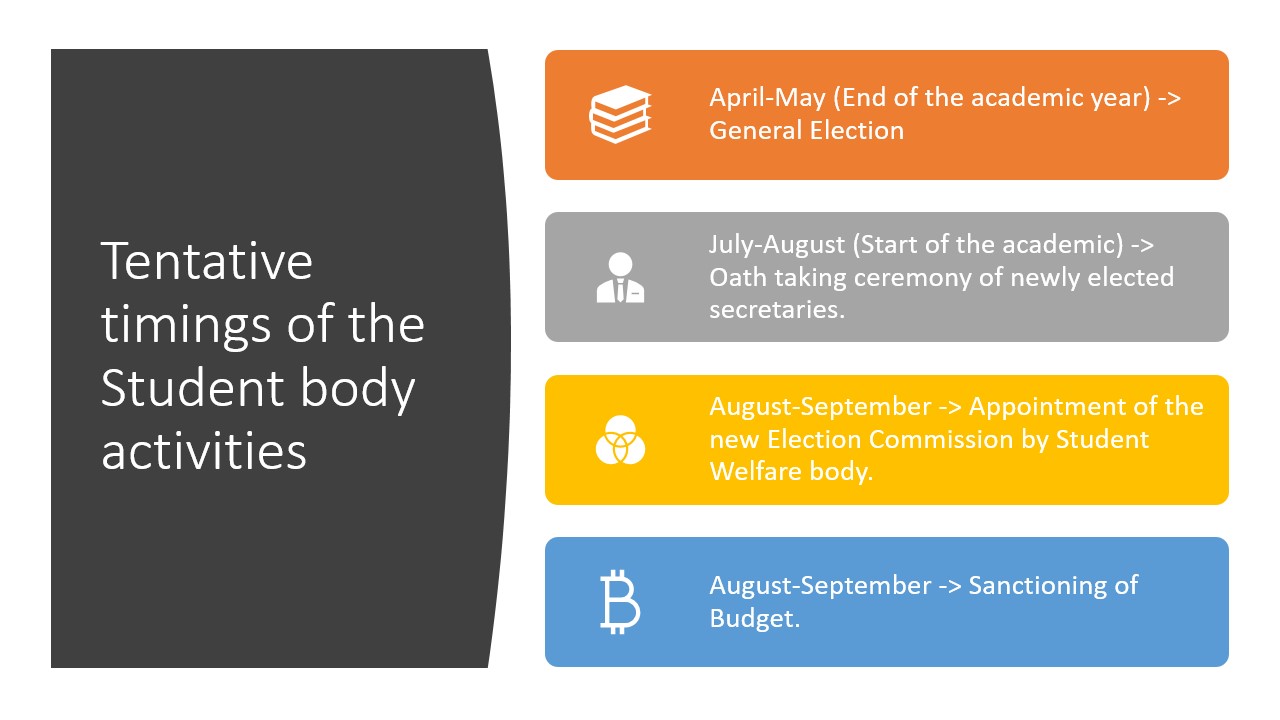 Tentative
timings of the
Student body
activities
April-May (End of the academic year) ->
General Election
July-August (Start of the academic) ->
Oath taking ceremony of newly elected
secretaries.
August-September -> Appointment of the
new Election Commission by Student
Welfare body.
August-September -> Sanctioning of
Budget.